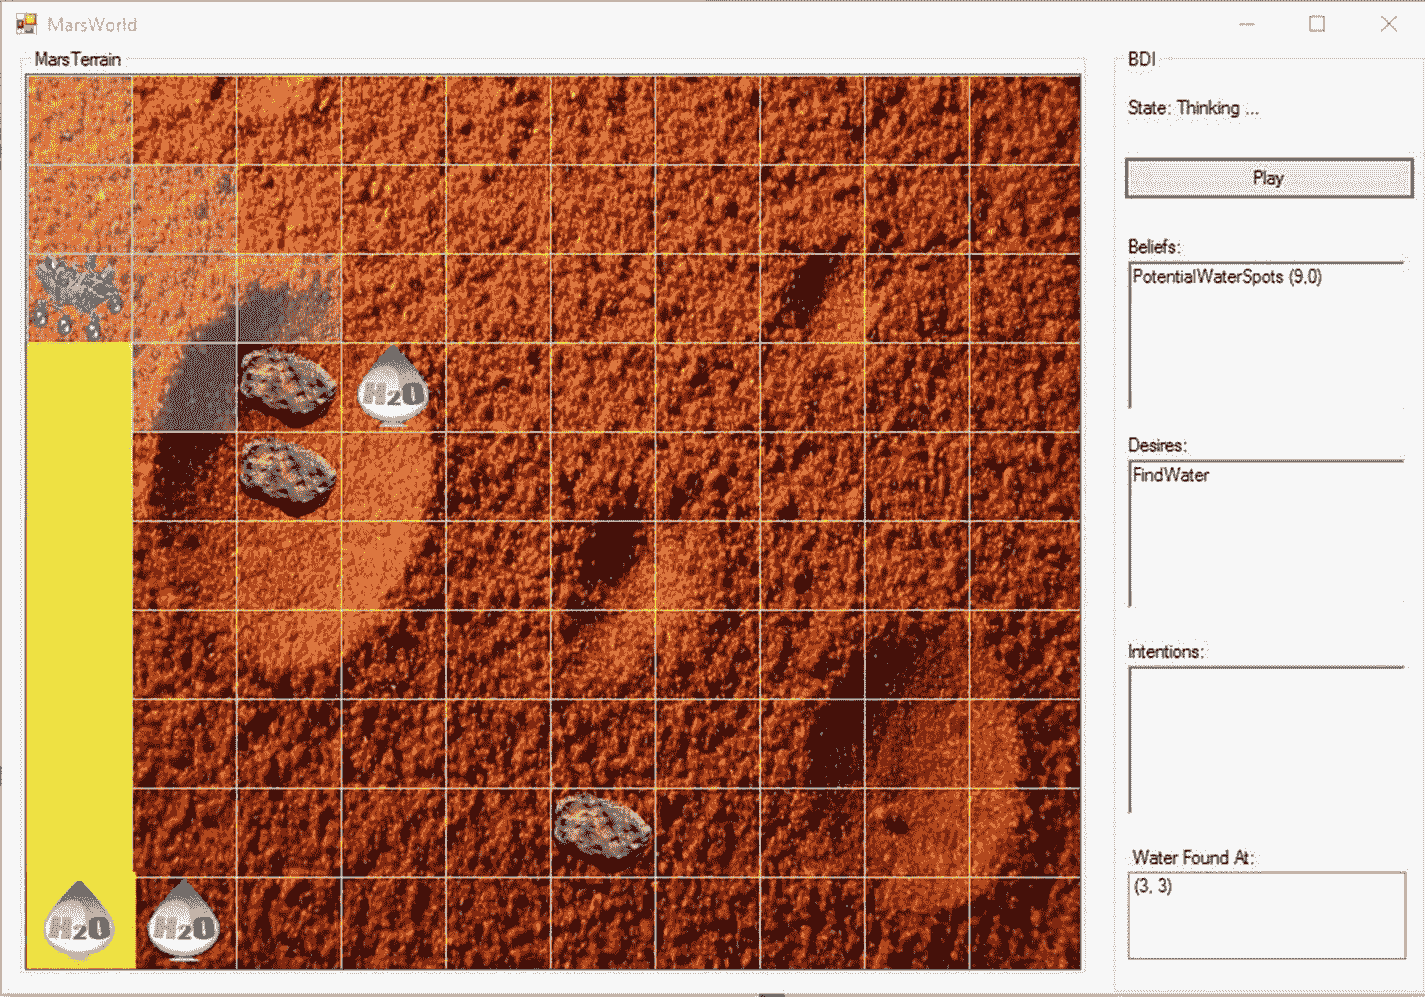 MarsWorld
MarsTerrain
H2O
H2O
H2O
BDI
State: Thinking ...
Play
Beliefs:
PotentialWaterSpots (9,0)
Desires:
FindWater
Intentions:
Water Found At:
(3, 3)